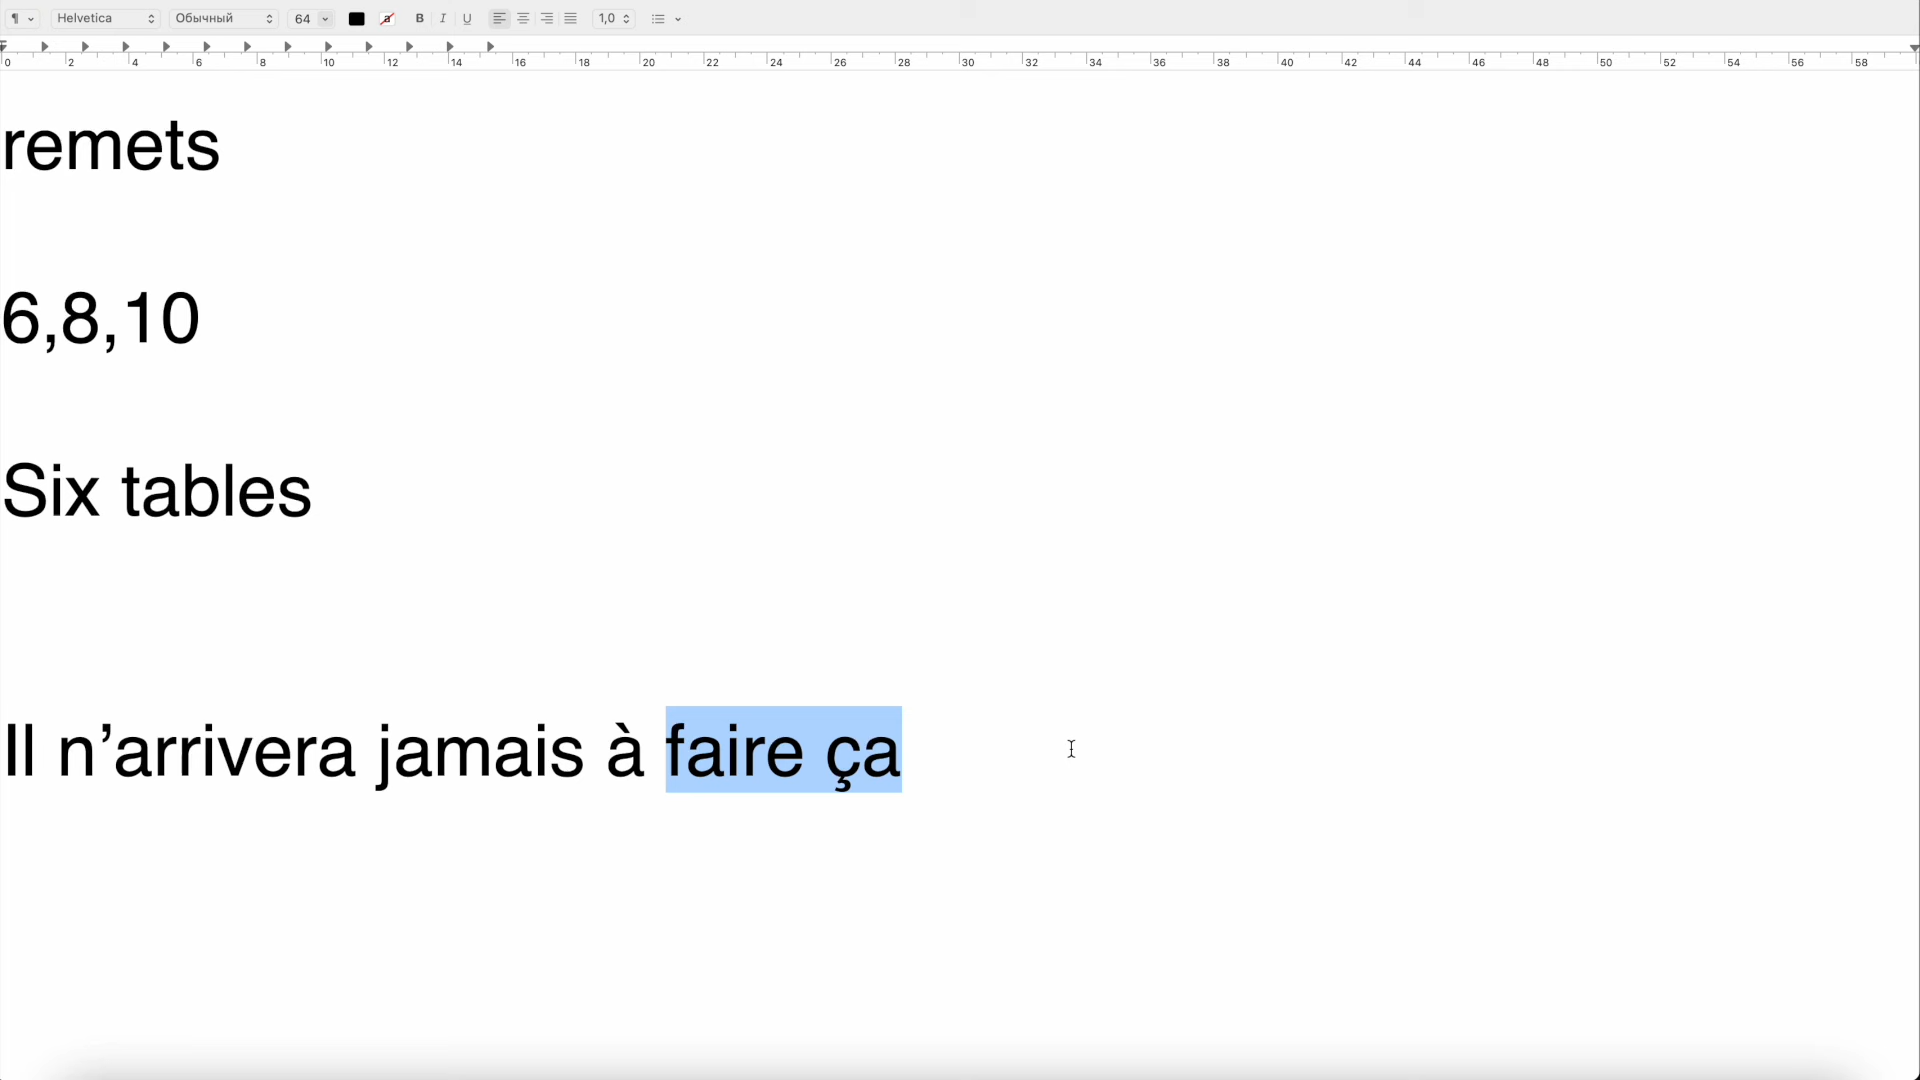 ¶ Helvetica Обычный 64 a B I U 1,0
0 2 4 6 8 10 12 14 16 18 20 22 24 26 28 30 32 34 36 38 40 42 44 46 48 50 52 54 56 58
remets
6,8,10
Six tables
Il n’arrivera jamais à faire ça